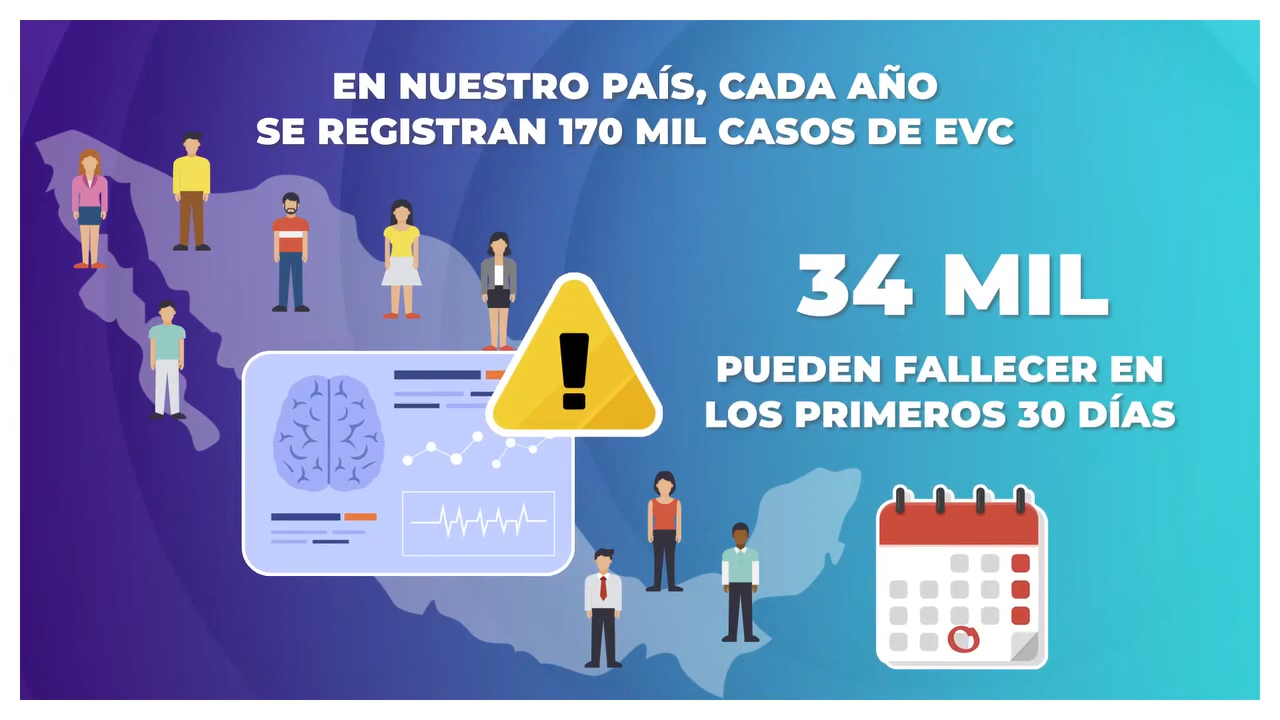 EN NUESTRO PAÍS, CADA AÑO
SE REGISTRAN 170 MIL CASOS DE EVC
34 MIL
PUEDEN FALLECER EN
LOS PRIMEROS 30 DÍAS